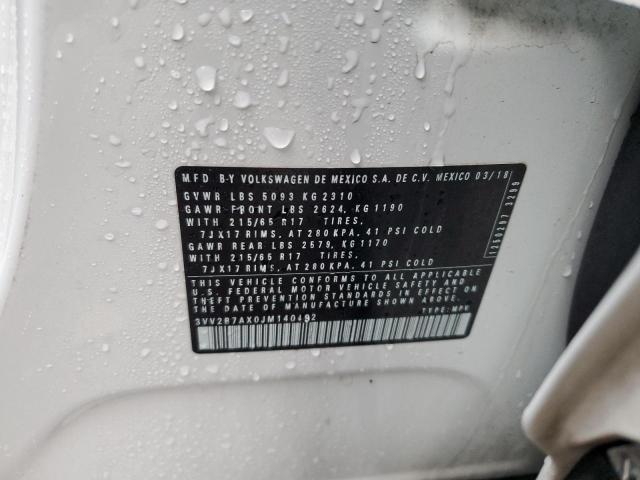 MFD BY VOLKSWAGEN DE MEXICO S.A. DE C.V. MEXICO 03/18
GVWR LBS 5093 KG 2310
GAWR FRONT LBS 2624, KG 1190
WITH 215/65 R17 TIRES.
7JX17 RIMS, AT 280 KPA, 41 PSI COLD
GAWR REAR LBS 2579, KG 1170
WITH 215/65 R17 TIRES.
7JX17 RIMS, AT 280 KPA, 41 PSI COLD
THIS VEHICLE CONFORMS TO ALL APPLICABLE
U.S. FEDERAL MOTOR VEHICLE SAFETY AND
THEFT PREVENTION STANDARDS IN EFFECT ON
THE DATE OF MANUFACTURE SHOWN ABOVE
3VV2B7AX0JM140492 TYPE: MPV
1250287 3299